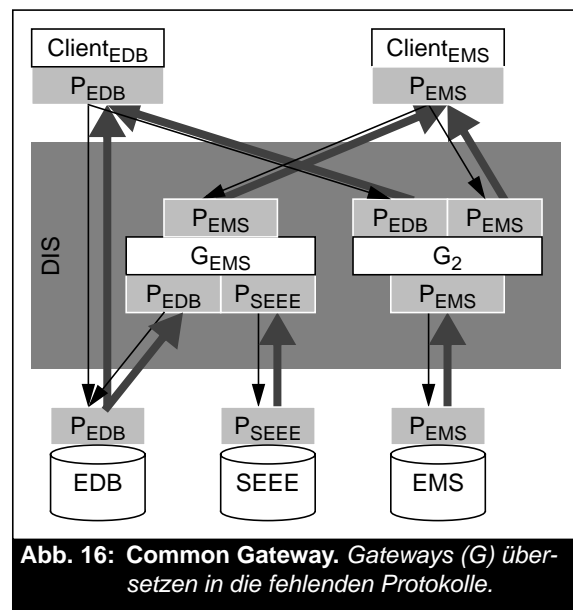 Client_EDB
Client_EMS
P_EDB
P_EMS
DIS
P_EMS
P_EDB
P_EMS
G_EMS
G_2
P_EDB
P_SEEE
P_EMS
P_EDB
P_SEEE
P_EMS
EDB
SEEE
EMS
Abb. 16: Common Gateway. Gateways (G) über-
setzen in die fehlenden Protokolle.